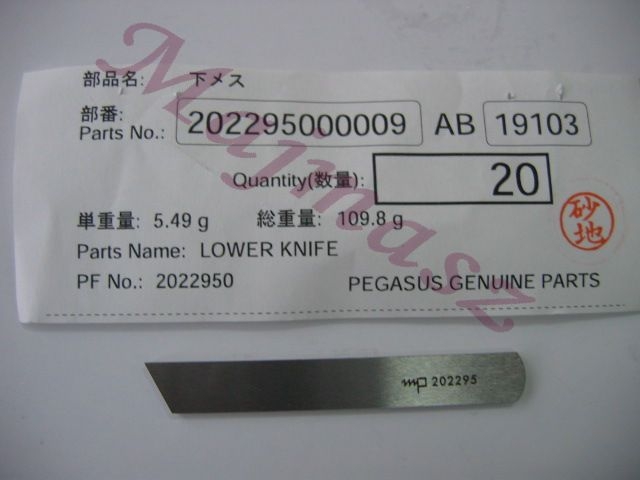 部品名: 下メス
部番:
Parts No.: 202295000009 AB 19103
Quantity(数量): 20
単重量: 5.49 g 総重量: 109.8 g
砂地
Parts Name: LOWER KNIFE
PF No.: 2022950 PEGASUS GENUINE PARTS
Majmasz
mp 202295